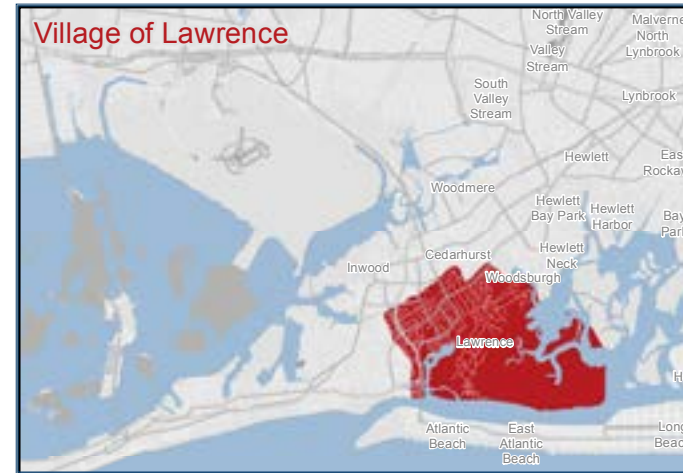 Village of Lawrence
North Valley
Stream
Malverne
North
Lynbrook
Valley
Stream
South
Valley
Stream
Lynbrook
Hewlett
Eas
Rockaw
Woodmere
Hewlett
Bay Park
Hewlett
Harbor
Bay
Park
Cedarhurst
Hewlett
Neck
Inwood
Woodsburgh
Lawrence
H
Atlantic
Beach
East
Atlantic
Beach
Long
Beac